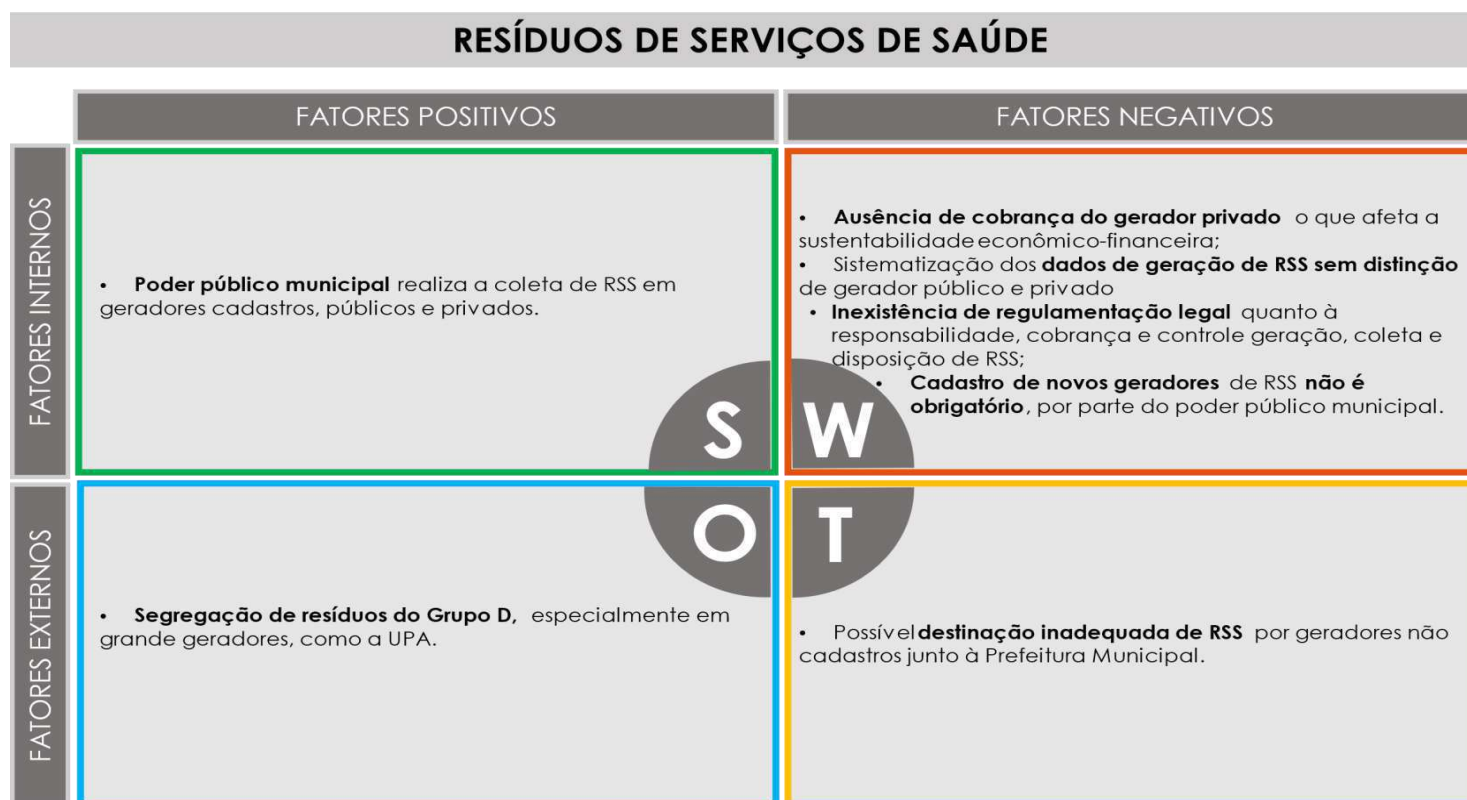 RESÍDUOS DE SERVIÇOS DE SAÚDE
FATORES POSITIVOS
FATORES NEGATIVOS
FATORES INTERNOS
• Poder público municipal realiza a coleta de RSS em
geradores cadastros, públicos e privados.
• Ausência de cobrança do gerador privado o que afeta a
sustentabilidade econômico-financeira;
• Sistematização dos dados de geração de RSS sem distinção
de gerador público e privado
• Inexistência de regulamentação legal quanto à
responsabilidade, cobrança e controle geração, coleta e
disposição de RSS;
• Cadastro de novos geradores de RSS não é
obrigatório, por parte do poder público municipal.
S
W
O
T
FATORES EXTERNOS
• Segregação de resíduos do Grupo D, especialmente em
grande geradores, como a UPA.
• Possível destinação inadequada de RSS por geradores não
cadastros junto à Prefeitura Municipal.